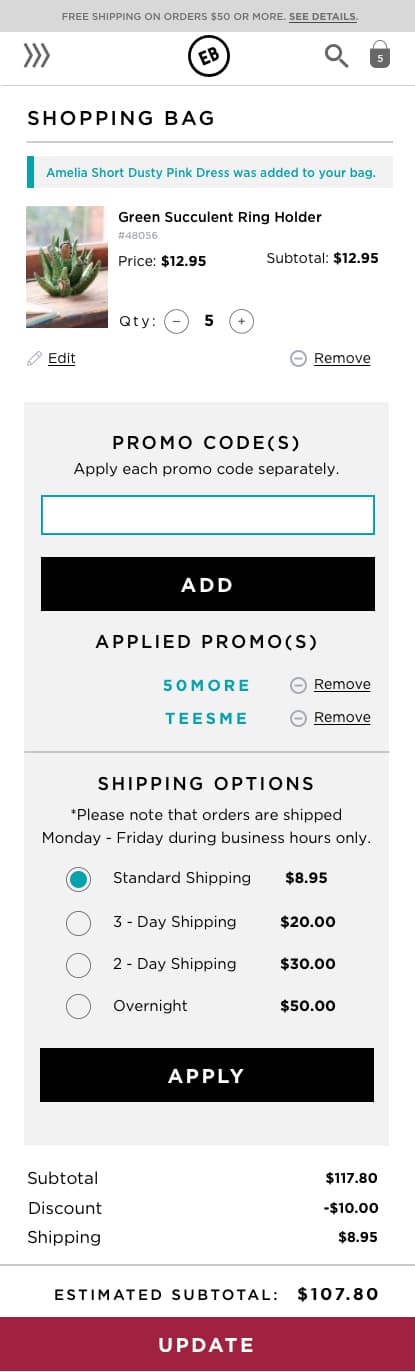 FREE SHIPPING ON ORDERS $50 OR MORE. SEE DETAILS.
EB
5
SHOPPING BAG
Amelia Short Dusty Pink Dress was added to your bag.
Green Succulent Ring Holder
#48056
Price: $12.95
Subtotal: $12.95
Qty: − 5 +
Edit
Remove
PROMO CODE(S)
Apply each promo code separately.
ADD
APPLIED PROMO(S)
50MORE Remove
TEESME Remove
SHIPPING OPTIONS
*Please note that orders are shipped
Monday - Friday during business hours only.
Standard Shipping $8.95
3 - Day Shipping $20.00
2 - Day Shipping $30.00
Overnight $50.00
APPLY
Subtotal $117.80
Discount -$10.00
Shipping $8.95
ESTIMATED SUBTOTAL: $107.80
UPDATE